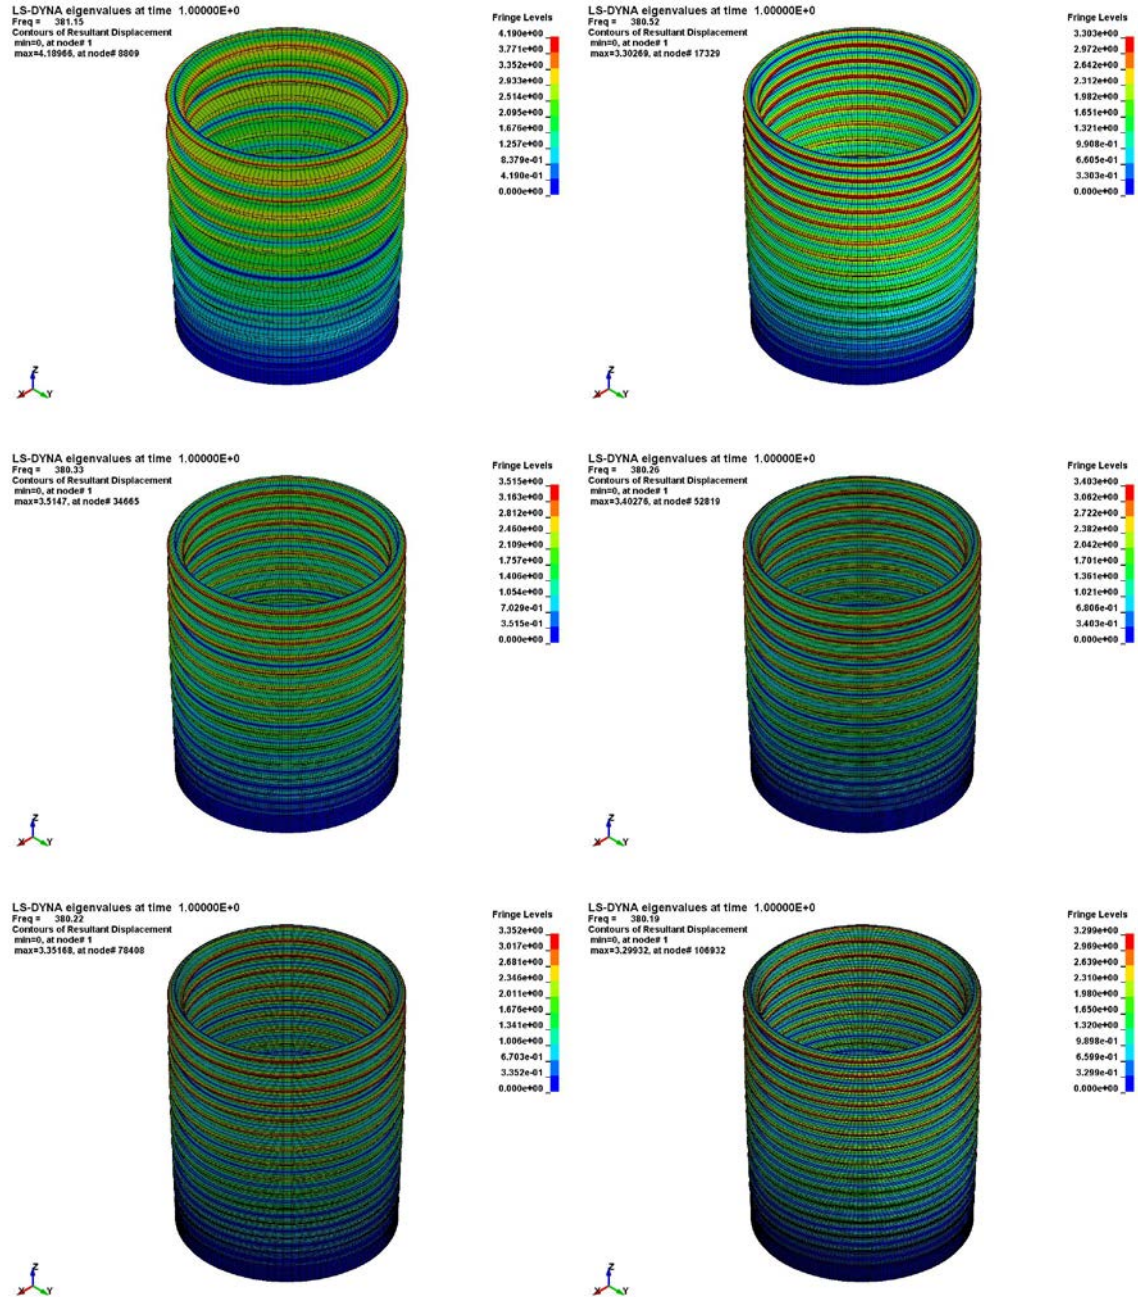 LS-DYNA eigenvalues at time 1.00000E+0
Freq = 381.15
Contours of Resultant Displacement
min=0, at node# 1
max=4.18966, at node# 8809
Fringe Levels
4.190e+00
3.771e+00
3.352e+00
2.933e+00
2.514e+00
2.095e+00
1.676e+00
1.257e+00
8.379e-01
4.190e-01
0.000e+00
Z
X
Y
LS-DYNA eigenvalues at time 1.00000E+0
Freq = 380.52
Contours of Resultant Displacement
min=0, at node# 1
max=3.30269, at node# 17329
Fringe Levels
3.303e+00
2.972e+00
2.642e+00
2.312e+00
1.982e+00
1.651e+00
1.321e+00
9.908e-01
6.605e-01
3.303e-01
0.000e+00
Z
X
Y
LS-DYNA eigenvalues at time 1.00000E+0
Freq = 380.33
Contours of Resultant Displacement
min=0, at node# 1
max=3.5147, at node# 34665
Fringe Levels
3.515e+00
3.163e+00
2.812e+00
2.460e+00
2.109e+00
1.757e+00
1.406e+00
1.054e+00
7.029e-01
3.515e-01
0.000e+00
Z
X
Y
LS-DYNA eigenvalues at time 1.00000E+0
Freq = 380.26
Contours of Resultant Displacement
min=0, at node# 1
max=3.40276, at node# 52819
Fringe Levels
3.403e+00
3.062e+00
2.722e+00
2.382e+00
2.042e+00
1.701e+00
1.361e+00
1.021e+00
6.806e-01
3.403e-01
0.000e+00
Z
X
Y
LS-DYNA eigenvalues at time 1.00000E+0
Freq = 380.22
Contours of Resultant Displacement
min=0, at node# 1
max=3.35168, at node# 78408
Fringe Levels
3.352e+00
3.017e+00
2.681e+00
2.346e+00
2.011e+00
1.676e+00
1.341e+00
1.006e+00
6.703e-01
3.352e-01
0.000e+00
Z
X
Y
LS-DYNA eigenvalues at time 1.00000E+0
Freq = 380.19
Contours of Resultant Displacement
min=0, at node# 1
max=3.29932, at node# 106932
Fringe Levels
3.299e+00
2.969e+00
2.639e+00
2.310e+00
1.980e+00
1.650e+00
1.320e+00
9.898e-01
6.599e-01
3.299e-01
0.000e+00
Z
X
Y